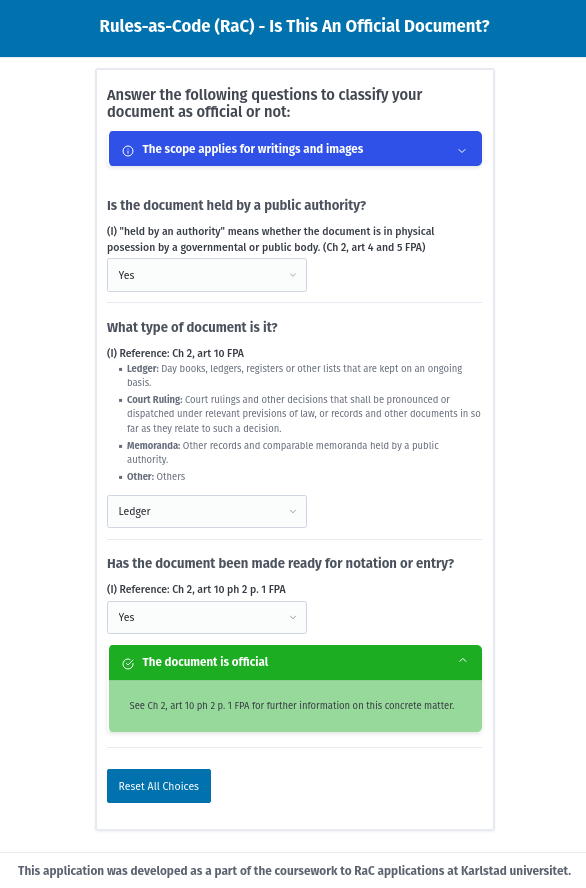 Rules-as-Code (RaC) - Is This An Official Document?
Answer the following questions to classify your
document as official or not:
The scope applies for writings and images
Is the document held by a public authority?
(I) "held by an authority" means whether the document is in physical
posession by a governmental or public body. (Ch 2, art 4 and 5 FPA)
Yes
What type of document is it?
(I) Reference: Ch 2, art 10 FPA
▪ Ledger: Day books, ledgers, registers or other lists that are kept on an ongoing
basis.
▪ Court Ruling: Court rulings and other decisions that shall be pronounced or
dispatched under relevant previsions of law, or records and other documents in so
far as they relate to such a decision.
▪ Memoranda: Other records and comparable memoranda held by a public
authority.
▪ Other: Others
Ledger
Has the document been made ready for notation or entry?
(I) Reference: Ch 2, art 10 ph 2 p. 1 FPA
Yes
The document is official
See Ch 2, art 10 ph 2 p. 1 FPA for further information on this concrete matter.
Reset All Choices
This application was developed as a part of the coursework to RaC applications at Karlstad universitet.